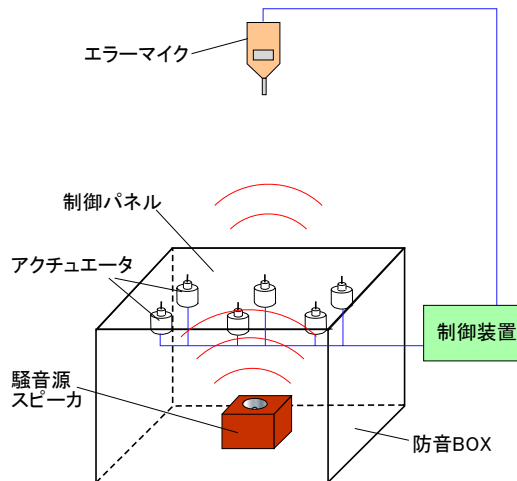 エラーマイク
制御パネル
アクチュエータ
制御装置
騒音源
スピーカ
防音BOX